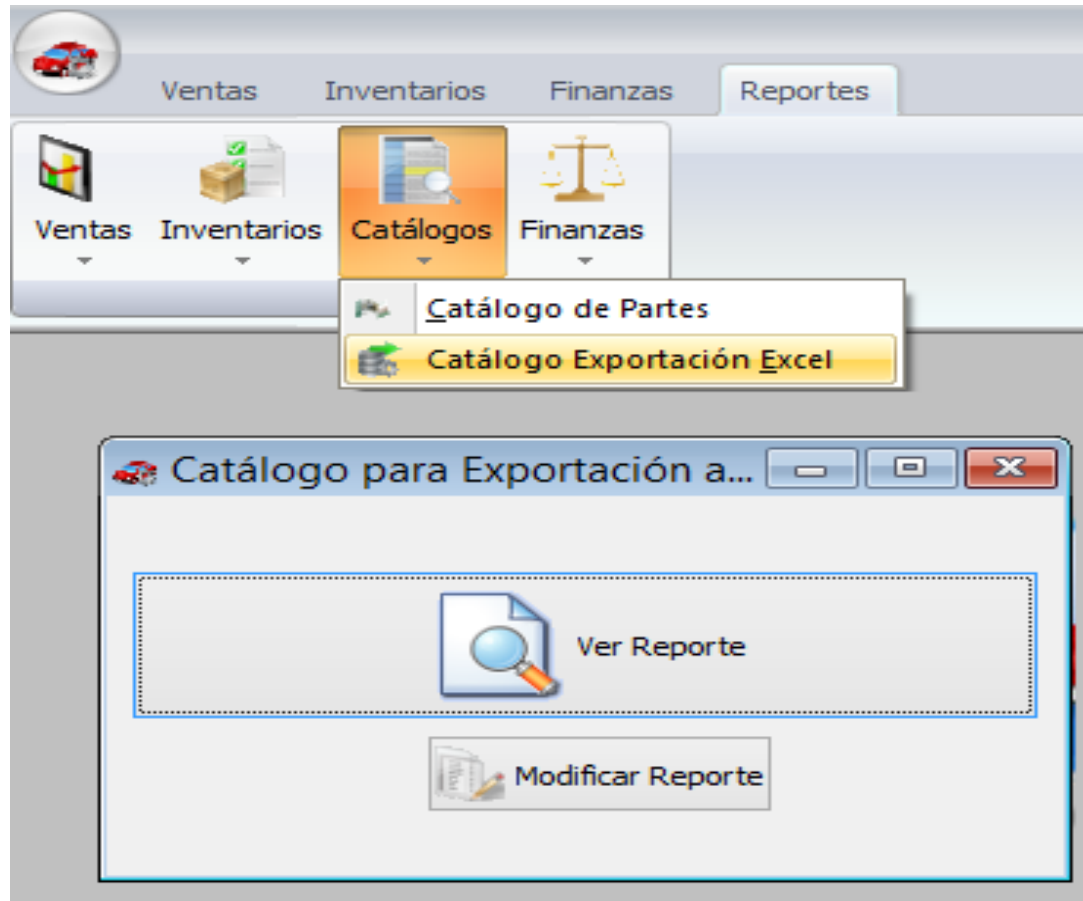 Ventas Inventarios Finanzas Reportes
Ventas Inventarios Catálogos Finanzas
Catálogo de Partes
Catálogo Exportación Excel
Catálogo para Exportación a...
Ver Reporte
Modificar Reporte